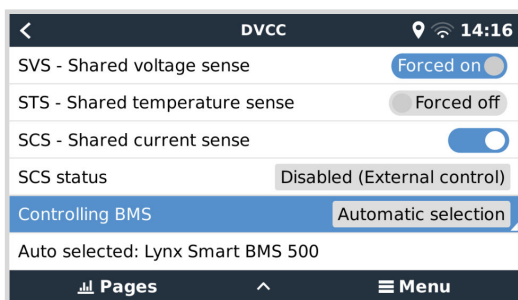 DVCC 14:16
SVS - Shared voltage sense Forced on
STS - Shared temperature sense Forced off
SCS - Shared current sense
SCS status Disabled (External control)
Controlling BMS Automatic selection
Auto selected: Lynx Smart BMS 500
Pages Menu